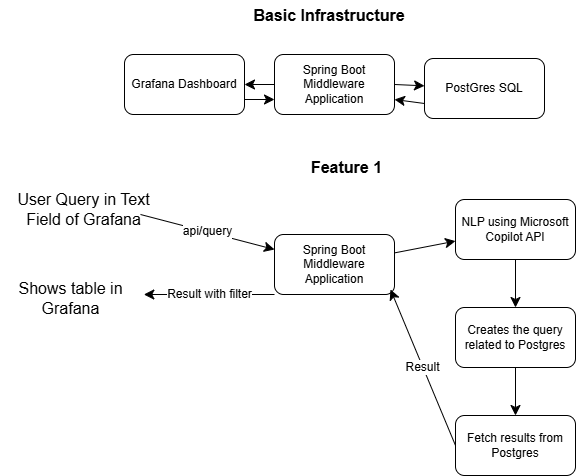 Basic Infrastructure
Grafana Dashboard
Spring Boot
Middleware
Application
PostGres SQL
Feature 1
User Query in Text
Field of Grafana
api/query
Spring Boot
Middleware
Application
NLP using Microsoft
Copilot API
Shows table in
Grafana
Result with filter
Creates the query
related to Postgres
Result
Fetch results from
Postgres